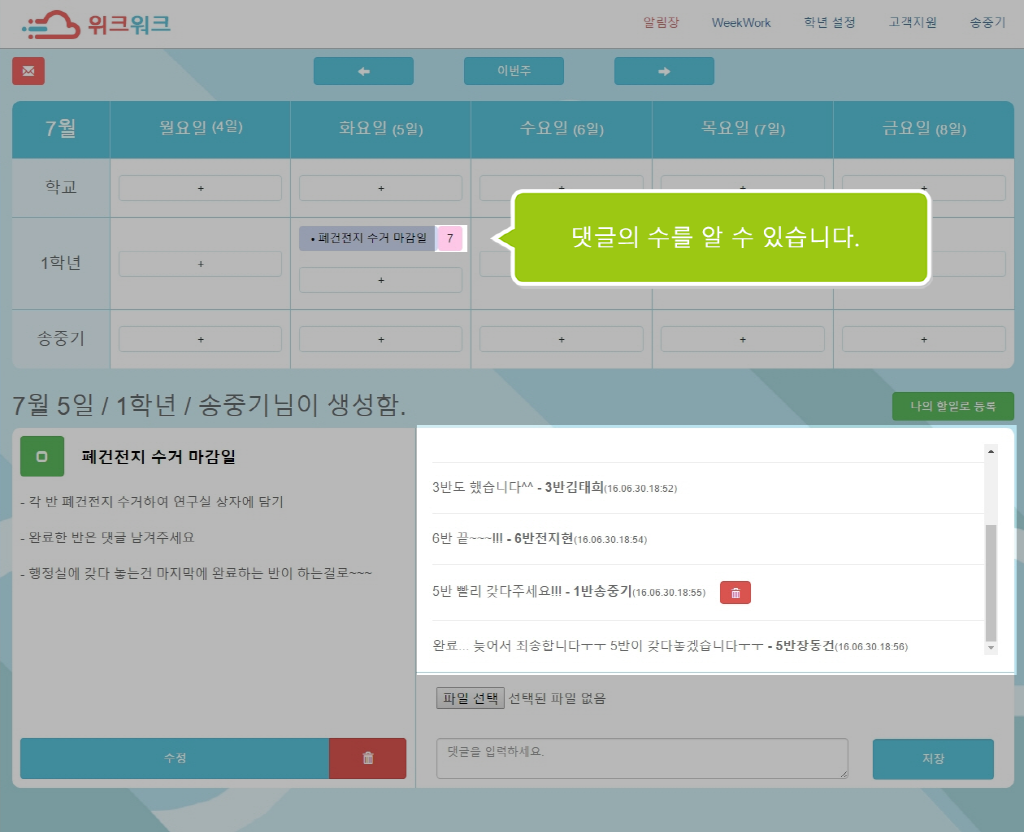 위크워크
알림장 WeekWork 학년 설정 고객지원 송중기
이번주
7월 월요일 (4일) 화요일 (5일) 수요일 (6일) 목요일 (7일) 금요일 (8일)
학교 + + + + +
• 폐건전지 수거 마감일 7
댓글의 수를 알 수 있습니다.
1학년 +
+
송중기 + + + + +
7월 5일 / 1학년 / 송중기님이 생성함.
나의 할일로 등록
폐건전지 수거 마감일
- 각 반 폐건전지 수거하여 연구실 상자에 담기
- 완료한 반은 댓글 남겨주세요
- 행정실에 갖다 놓는건 마지막에 완료하는 반이 하는걸로~~~
수정
3반도 했습니다^^ - 3반김태희(16.06.30.18:52)
6반 끝~~~!!! - 6반전지현(16.06.30.18:54)
5반 빨리 갖다주세요!!! - 1반송중기(16.06.30.18:55)
완료... 늦어서 죄송합니다ㅜㅜ 5반이 갖다놓겠습니다ㅜㅜ - 5반장동건(16.06.30.18:56)
파일 선택 선택된 파일 없음
댓글을 입력하세요.
저장